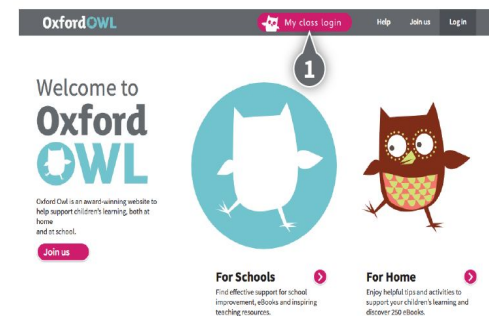 Oxford OWL
My class login
Help
Join us
Log in
1
Welcome to
Oxford
OWL
Oxford Owl is an award-winning website to
help support children's learning, both at
home
and at school.
Join us
For Schools
Find effective support for school
improvement, eBooks and inspiring
teaching resources.
For Home
Enjoy helpful tips and activities to
support your children's learning and
discover 250 eBooks.